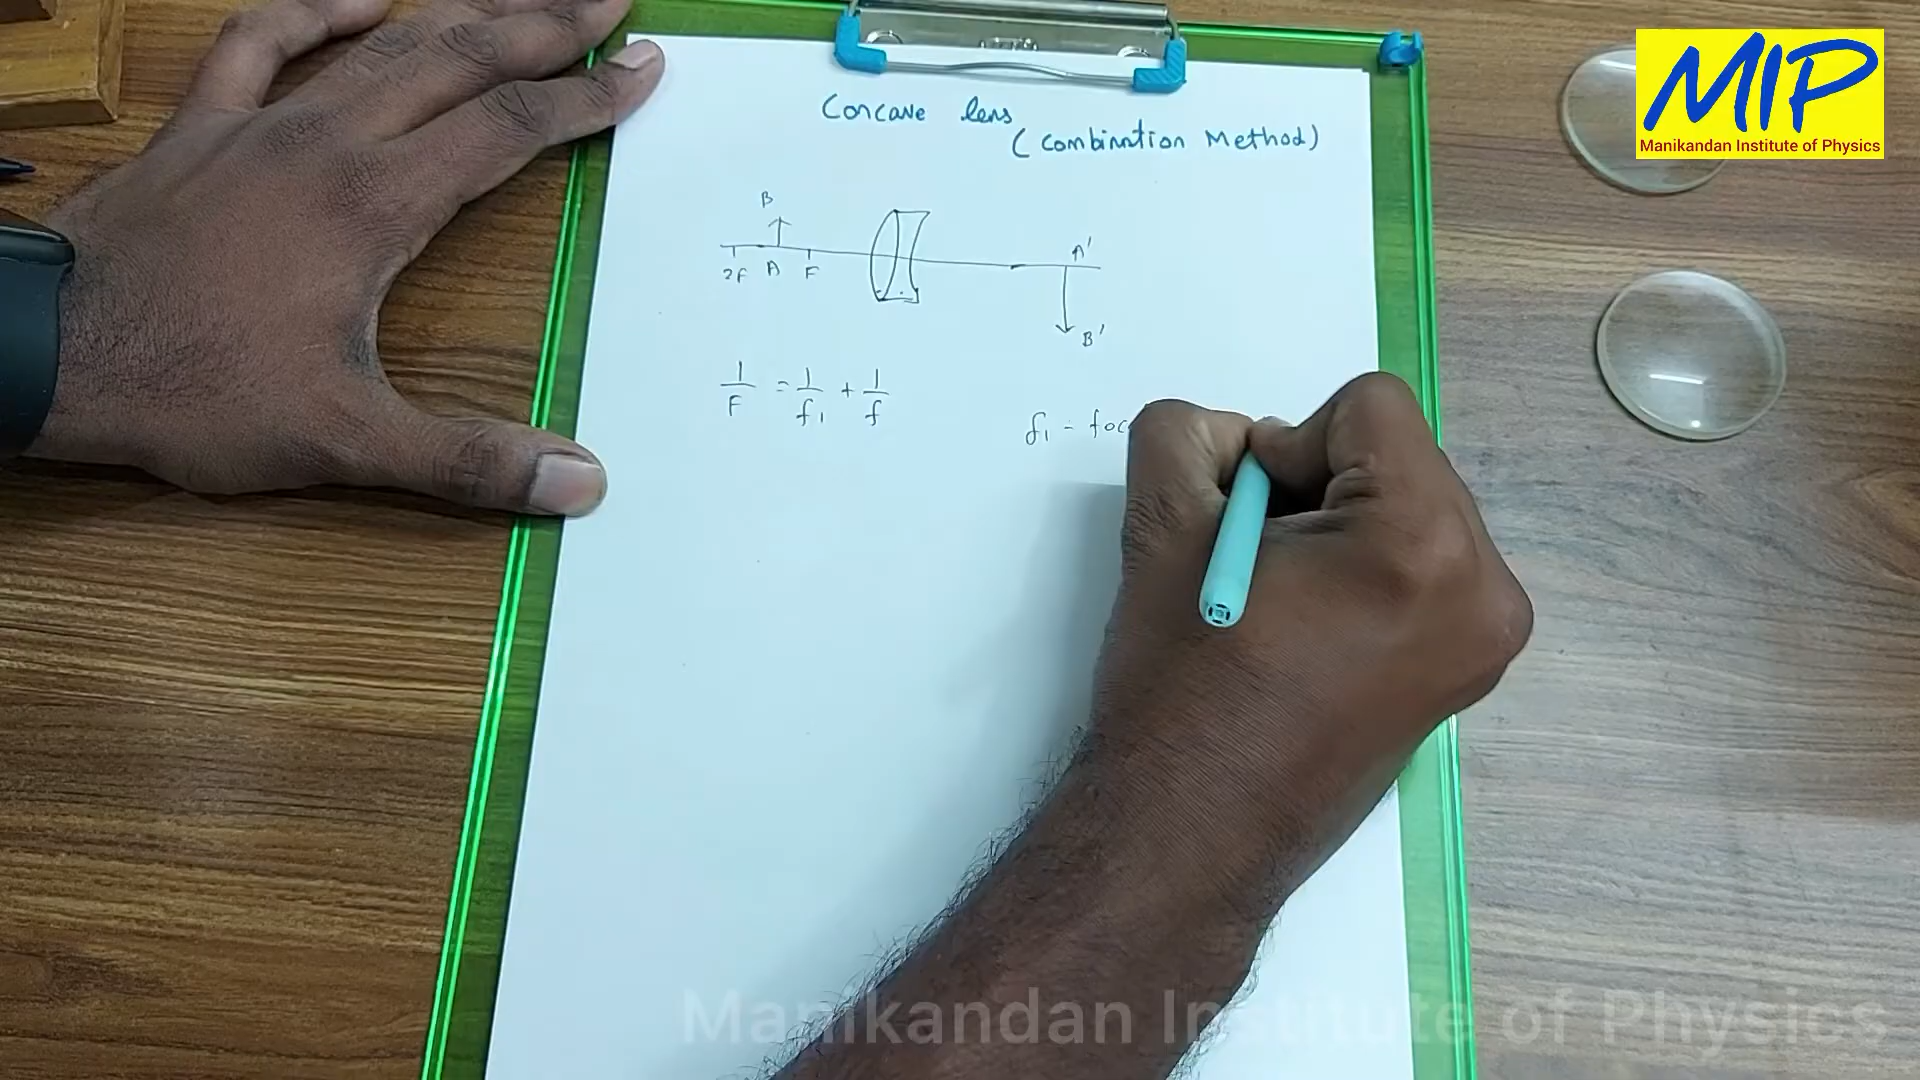 MIP
Manikandan Institute of Physics
Concave lens
(Combination Method)
B
2F A F
A'
B'
1/F = 1/f1 + 1/f
f1 = foc
Manikandan Institute of Physics